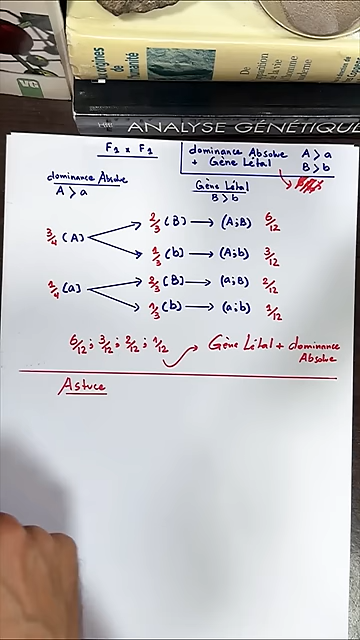 origines
de
l'humanité
De
ANALYSE GÉNÉTIQUE
F1 x F1
dominance Absolue A > a
+ Gène Létal B > b
dominance Absolue
A > a
Gène Létal
B > b
3/4 (A)
2/3 (B) → (A;B) 6/12
1/3 (b) → (A;b) 3/12
1/4 (a)
2/3 (B) → (a;B) 2/12
1/3 (b) → (a;b) 1/12
6/12 ; 3/12 ; 2/12 ; 1/12 → Gène Létal + dominance
Absolue
Astuce